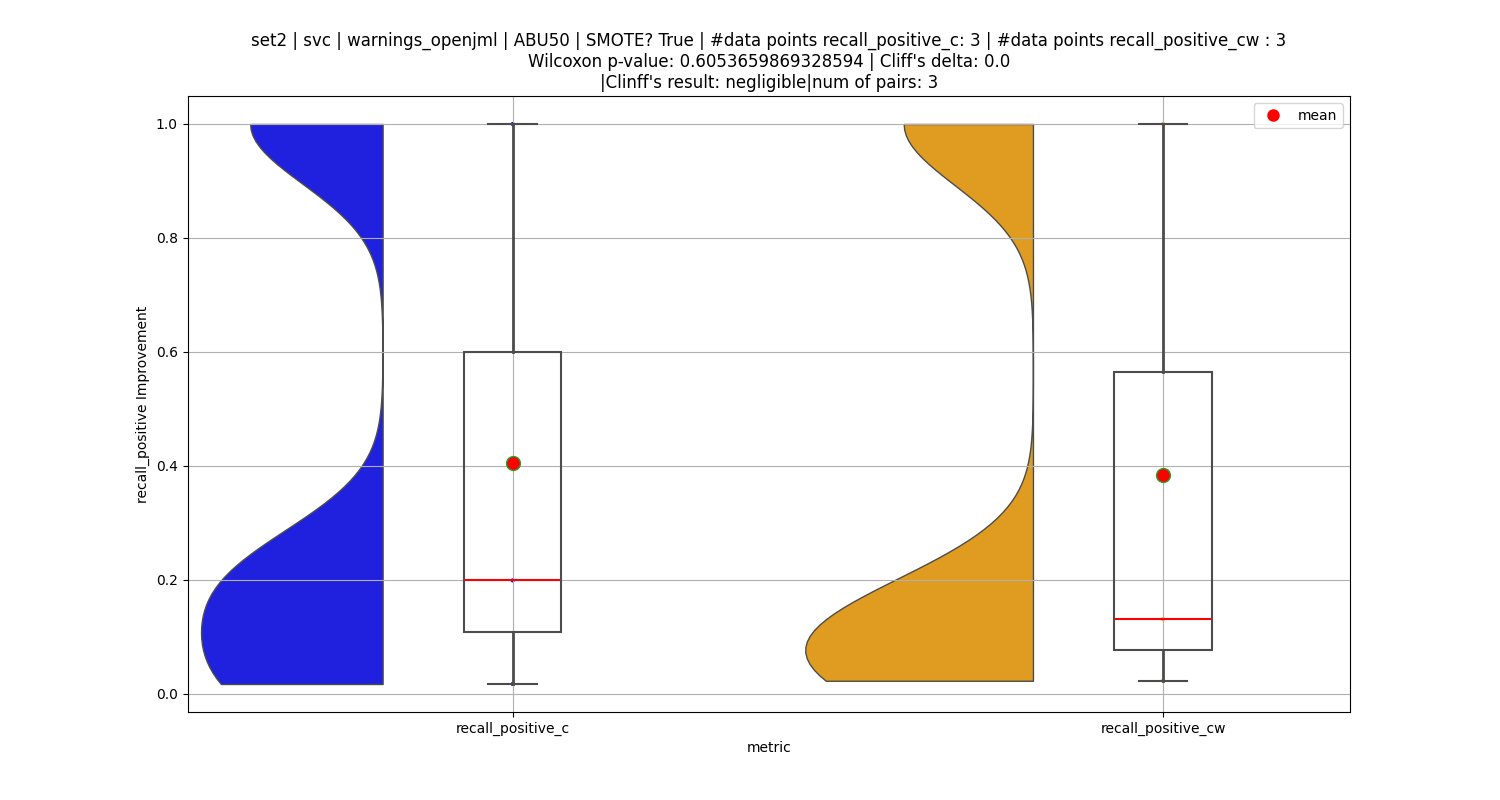 set2 | svc | warnings_openjml | ABU50 | SMOTE? True | #data points recall_positive_c: 3 | #data points recall_positive_cw : 3
Wilcoxon p-value: 0.6053659869328594 | Cliff's delta: 0.0
|Clinff's result: negligible|num of pairs: 3
mean
1.0
0.8
0.6
0.4
0.2
0.0
recall_positive Improvement
recall_positive_c
recall_positive_cw
metric